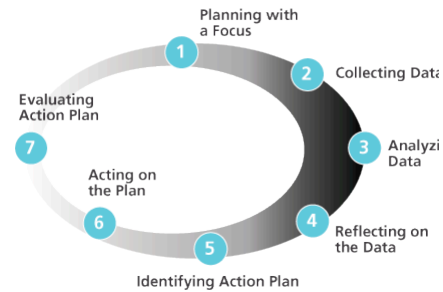 1
Planning with
a Focus
2
Collecting Data
3
Analyzi
Data
4
Reflecting on
the Data
5
Identifying Action Plan
6
Acting on
the Plan
7
Evaluating
Action Plan